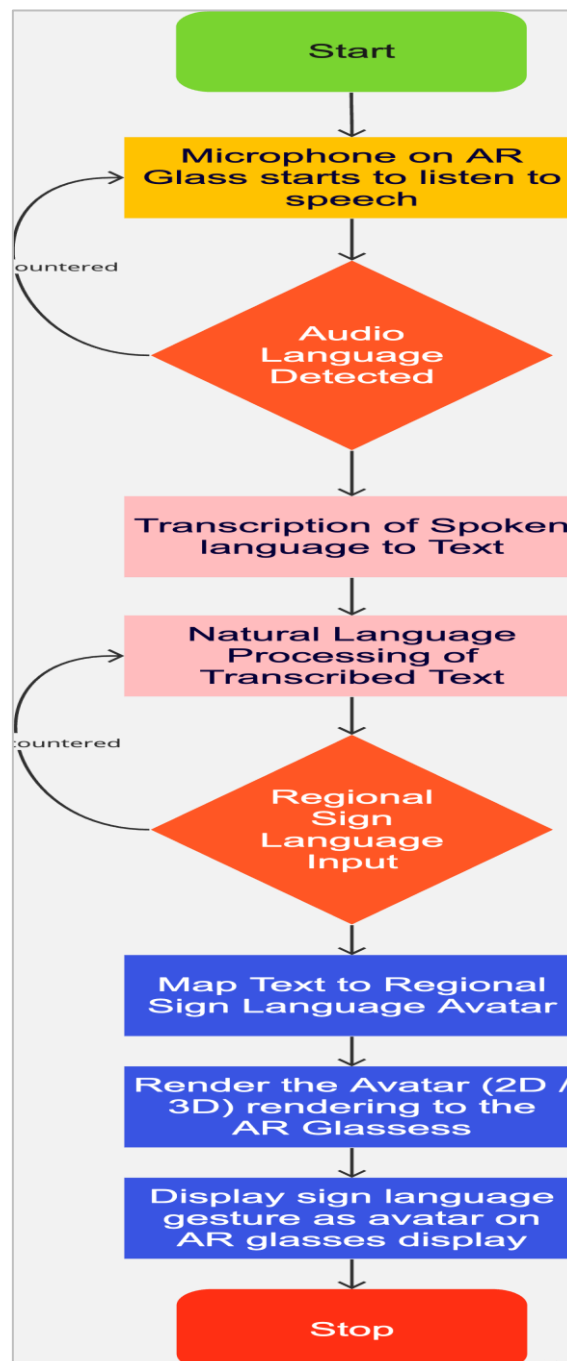 Start
Microphone on AR
Glass starts to listen to
speech
ountered
Audio
Language
Detected
Transcription of Spoken
language to Text
Natural Language
Processing of
Transcribed Text
countered
Regional
Sign
Language
Input
Map Text to Regional
Sign Language Avatar
Render the Avatar (2D /
3D) rendering to the
AR Glassess
Display sign language
gesture as avatar on
AR glasses display
Stop